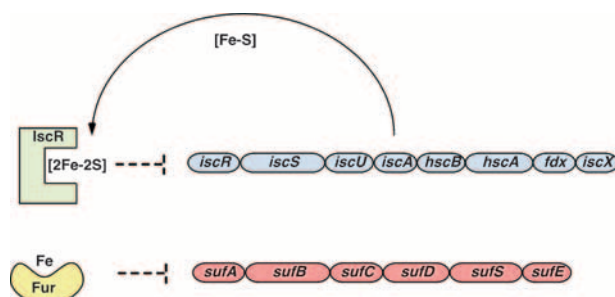 [Fe-S]
IscR
[2Fe-2S]
iscR iscS iscU iscA hscB hscA fdx iscX
Fe
Fur
sufA sufB sufC sufD sufS sufE